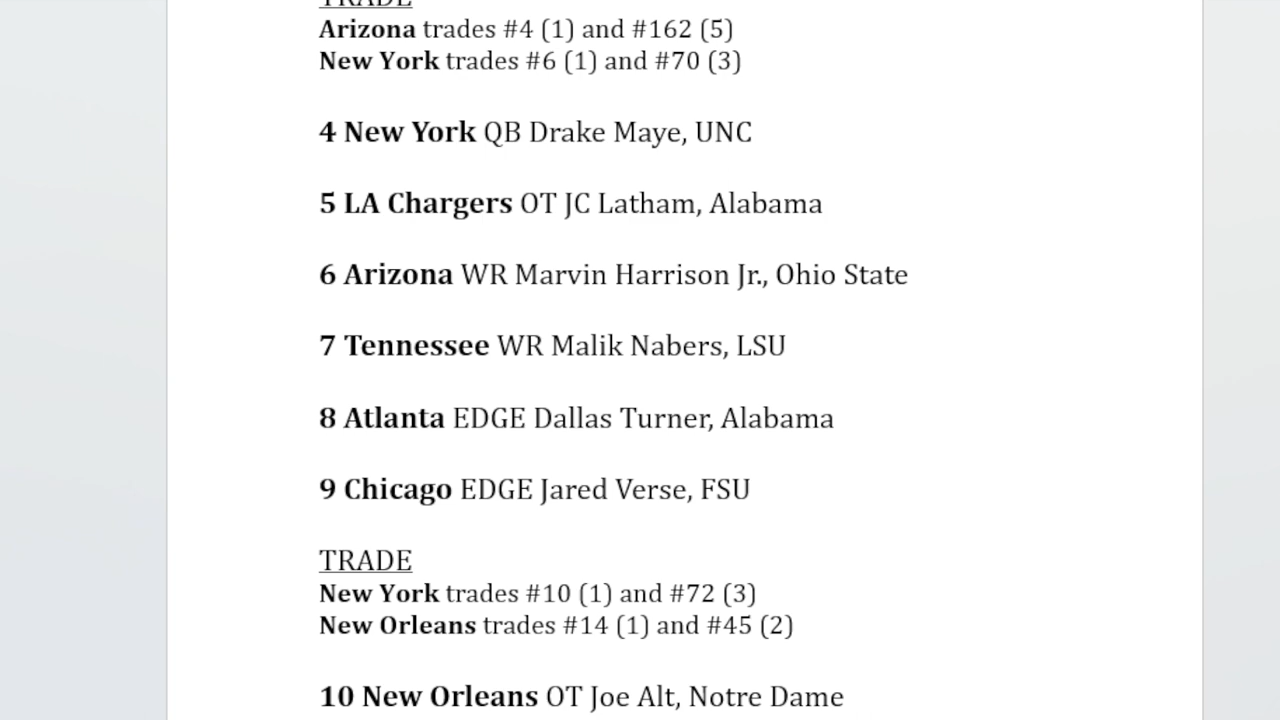 TRADE
Arizona trades #4 (1) and #162 (5)
New York trades #6 (1) and #70 (3)
4 New York QB Drake Maye, UNC
5 LA Chargers OT JC Latham, Alabama
6 Arizona WR Marvin Harrison Jr., Ohio State
7 Tennessee WR Malik Nabers, LSU
8 Atlanta EDGE Dallas Turner, Alabama
9 Chicago EDGE Jared Verse, FSU
TRADE
New York trades #10 (1) and #72 (3)
New Orleans trades #14 (1) and #45 (2)
10 New Orleans OT Joe Alt, Notre Dame